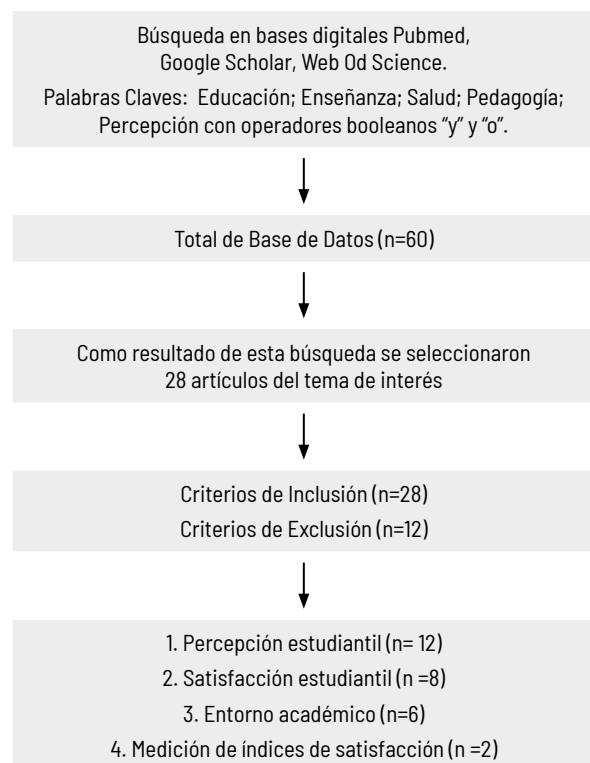 Búsqueda en bases digitales Pubmed,
Google Scholar, Web Od Science.
Palabras Claves: Educación; Enseñanza; Salud; Pedagogía;
Percepción con operadores booleanos “y” y “o”.
Total de Base de Datos (n=60)
Como resultado de esta búsqueda se seleccionaron
28 artículos del tema de interés
Criterios de Inclusión (n=28)
Criterios de Exclusión (n=12)
1. Percepción estudiantil (n= 12)
2. Satisfacción estudiantil (n =8)
3. Entorno académico (n=6)
4. Medición de índices de satisfacción (n =2)